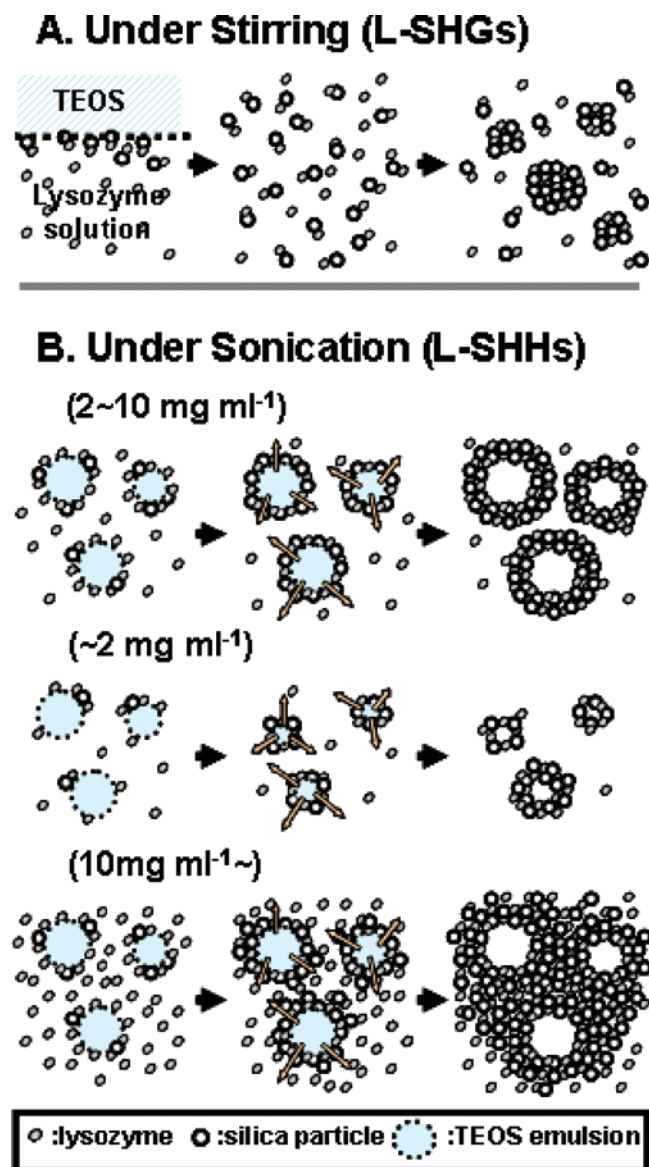 A. Under Stirring (L-SHGs)
TEOS
Lysozyme
solution
B. Under Sonication (L-SHHs)
(2~10 mg ml-1)
(~2 mg ml-1)
(10mg ml-1~)
:lysozyme :silica particle :TEOS emulsion